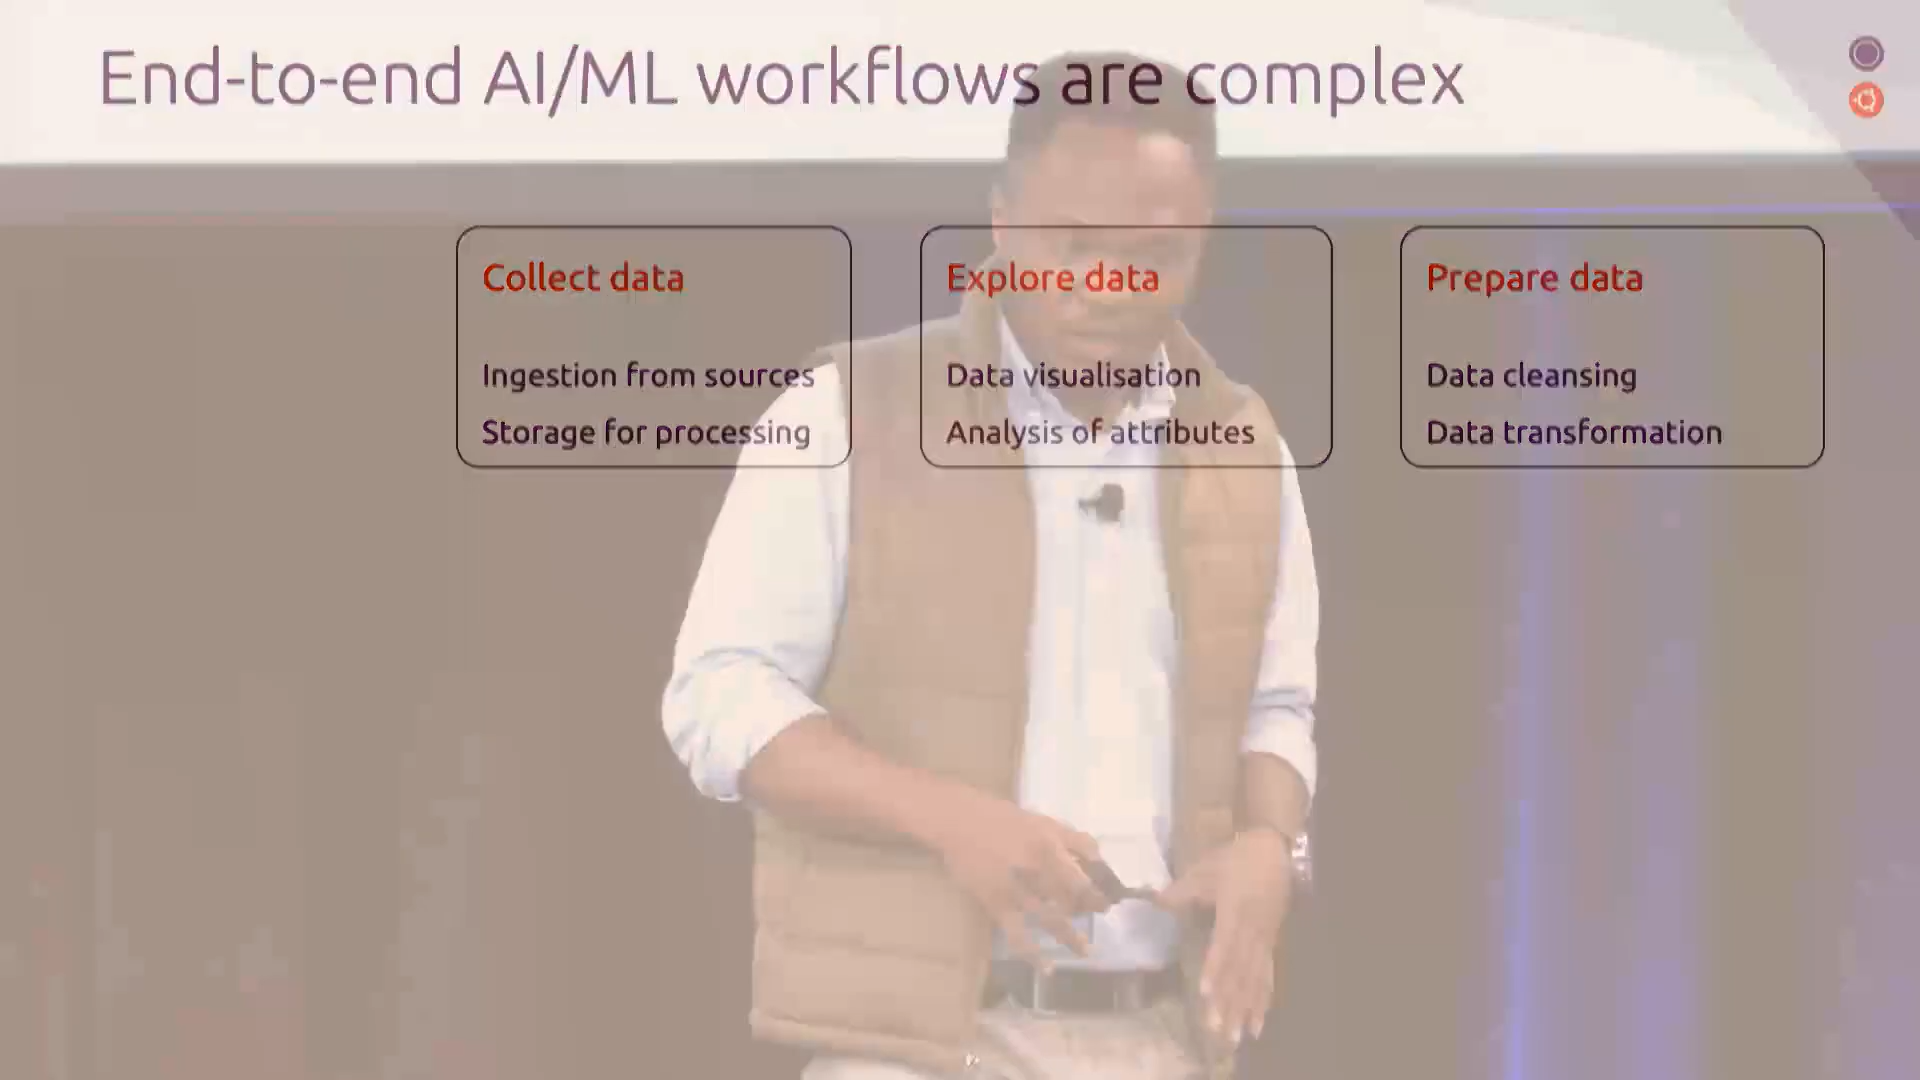 End-to-end AI/ML workflows are complex
Collect data
Ingestion from sources
Storage for processing
Explore data
Data visualisation
Analysis of attributes
Prepare data
Data cleansing
Data transformation